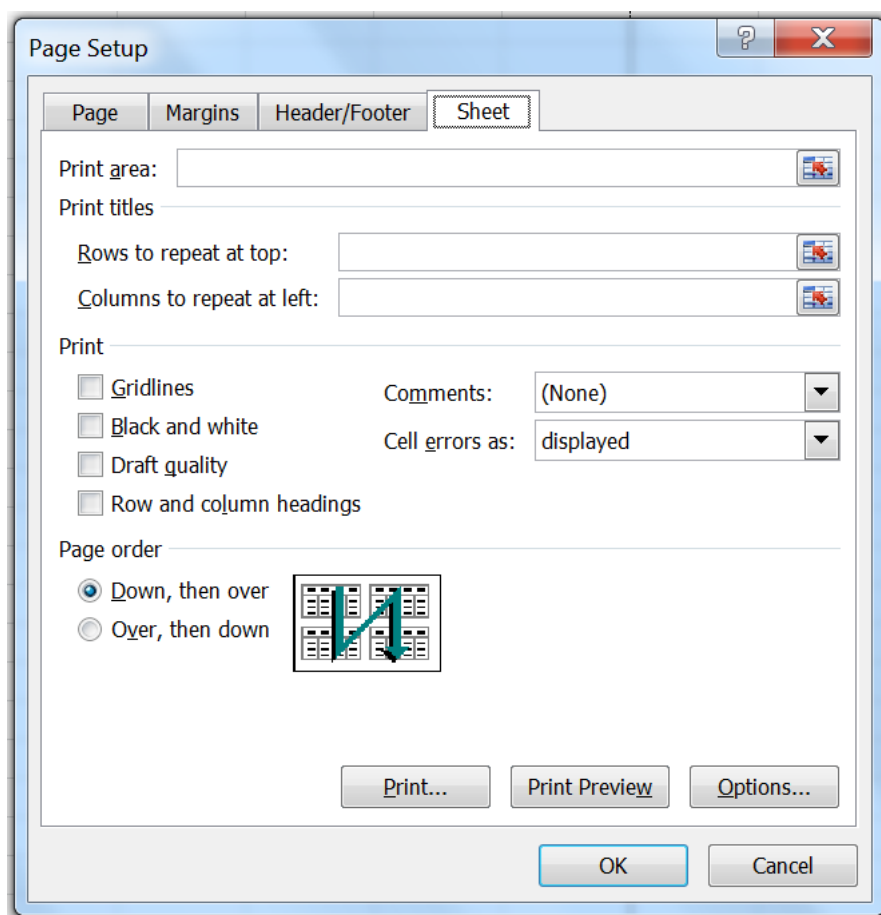 Page Setup
Page Margins Header/Footer Sheet
Print area:
Print titles
Rows to repeat at top:
Columns to repeat at left:
Print
Gridlines
Comments: (None)
Black and white
Cell errors as: displayed
Draft quality
Row and column headings
Page order
Down, then over
Over, then down
Print... Print Preview Options...
OK Cancel